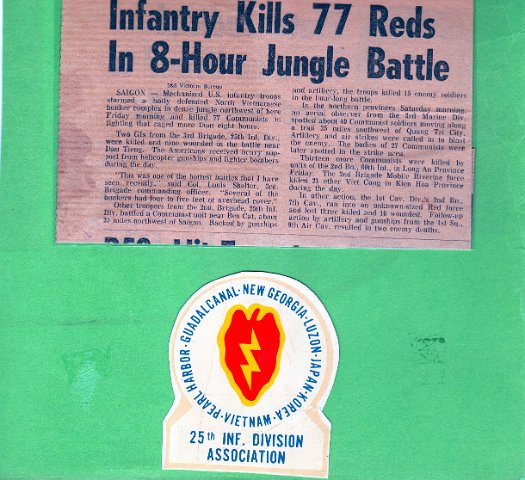 Infantry Kills 77 Reds
In 8-Hour Jungle Battle
S&S Vietnam Bureau
SAIGON — Mechanized U.S. infantry troops
stormed a heavily defended North Vietnamese
bunker complex in dense jungle northwest of here
Friday morning and killed 77 Communists in
fighting that raged more than eight hours.
Two GIs from the 3rd Brigade, 25th Inf. Div.,
were killed and nine wounded in the battle near
Dau Tieng. The Americans received heavy sup-
port from helicopter gunships and fighter bombers
during the day.
"This was one of the hottest battles that I have
seen recently," said Col. Louis Shelter, 3rd
Brigade commanding officer. "Several of the
bunkers had four to five feet of overhead cover."
Other troopers from the 2nd. Brigade, 25th Inf.
Div. battled a Communist unit near Ben Cat, about
25 miles northwest of Saigon. Backed by gunships
and artillery, the troops killed 15 enemy soldiers
in the hour-long battle.
In the northern provinces Saturday morning,
an aerial observer from the 3rd Marine Div.
spotted about 40 Communist soldiers moving along
a trail 23 miles southwest of Quang Tri City.
Artillery and air strikes were called in to blast
the enemy. The bodies of 27 Communists were
later spotted in the strike area.
Thirteen more Communists were killed by
units of the 2nd Bn., 60th Inf., in Long An Province
Friday. The 2nd Brigade Mobile Riverine force
killed 21 other Viet Cong in Kien Hoa Province
during the day.
In other action, the 1st Cav. Div.'s 2nd Bn.,
7th Cav., ran into an unknown-sized Red force
and lost three killed and 16 wounded. Follow-up
action by artillery and gunships from the 1st Sq.,
9th Air Cav. resulted in two enemy deaths.
PEARL HARBOR·GUADALCANAL·NEW GEORGIA·LUZON·JAPAN·KOREA·VIETNAM·
25th INF. DIVISION
ASSOCIATION